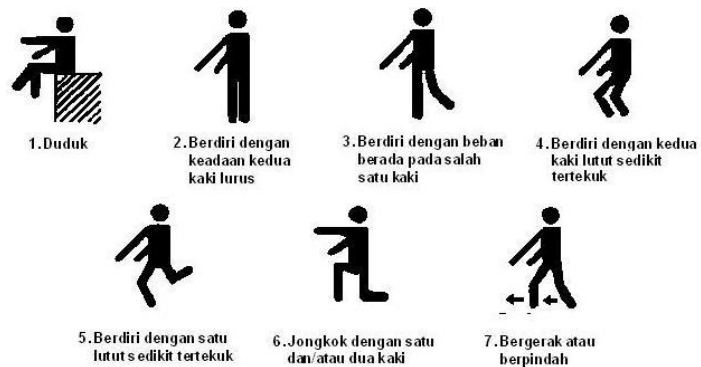 1.Duduk
2.Berdiri dengan
keadaan kedua
kaki lurus
3.Berdiri dengan beban
berada pada salah
satu kaki
4.Berdiri dengan kedua
kaki lutut sedikit
tertekuk
5.Berdiri dengan satu
lutut sedikit tertekuk
6.Jongkok dengan satu
dan/atau dua kaki
7.Bergerak atau
berpindah